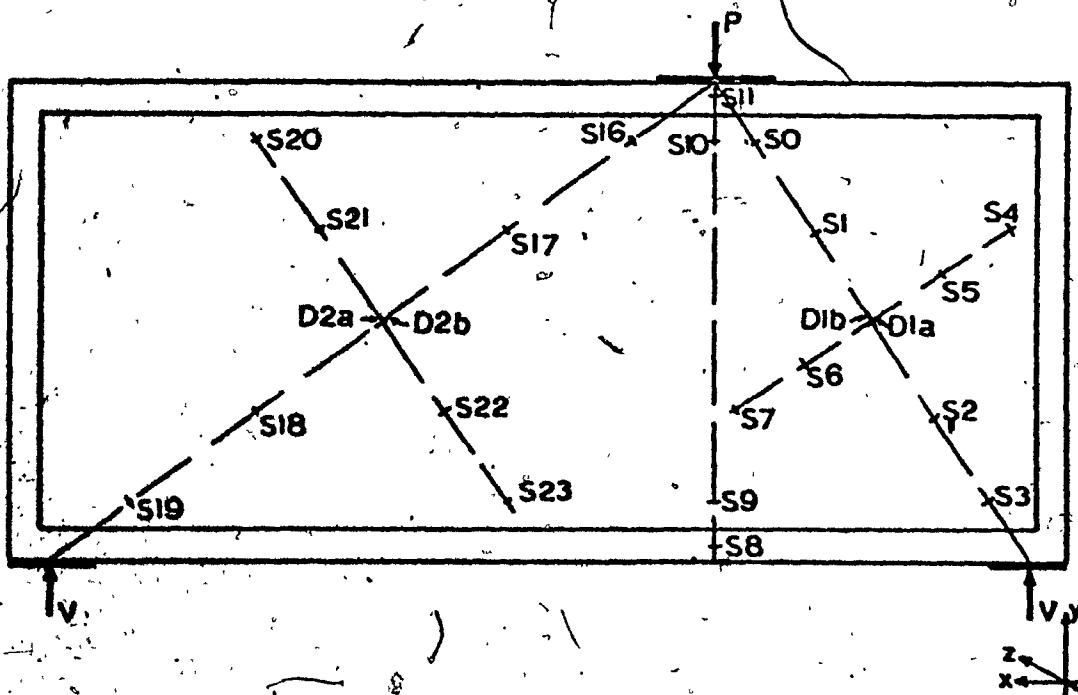 P
S11
S20 S16 S10 S0
S21 S17 S1 S4
S5
D2a D2b D1b D1a
S6
S18 S22 S7 S2
S19 S23 S9 S3
S8
V V y
z
x